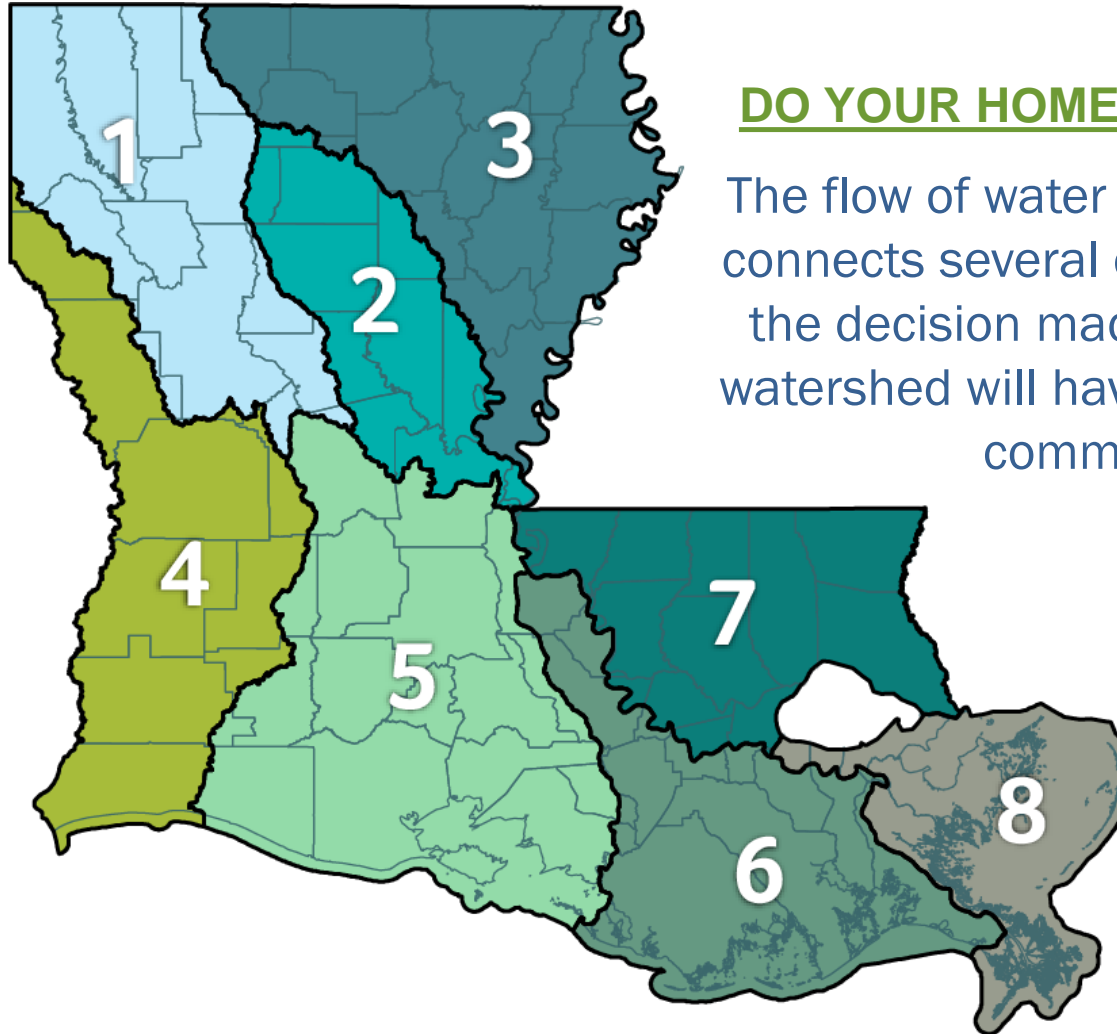 DO YOUR HOME
The flow of water
connects several
the decision mad
watershed will hav
comm
1
3
2
4
5
7
6
8